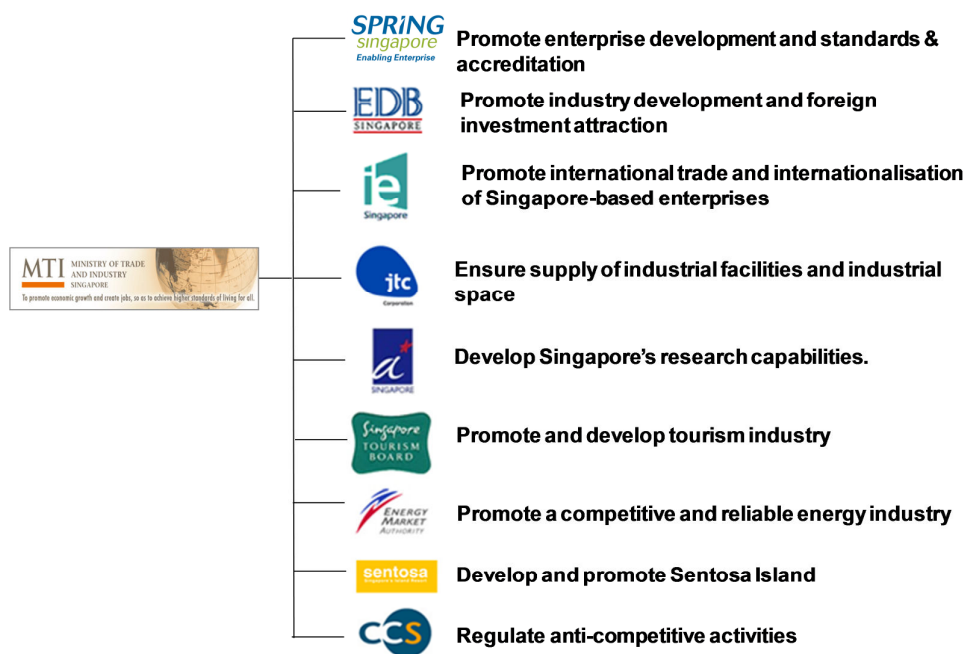 SPRiNG
singapore
Enabling Enterprise
Promote enterprise development and standards &
accreditation
EDB
SINGAPORE
Promote industry development and foreign
investment attraction
ie
Singapore
Promote international trade and internationalisation
of Singapore-based enterprises
MTI
MINISTRY OF TRADE
AND INDUSTRY
SINGAPORE
To promote economic growth and create jobs, so as to achieve higher standards of living for all.
jtc
Corporation
Ensure supply of industrial facilities and industrial
space
a*
SINGAPORE
Develop Singapore’s research capabilities.
Singapore
TOURISM
BOARD
Promote and develop tourism industry
ENERGY
MARKET
AUTHORITY
Promote a competitive and reliable energy industry
sentosa
Develop and promote Sentosa Island
CCS
Regulate anti-competitive activities